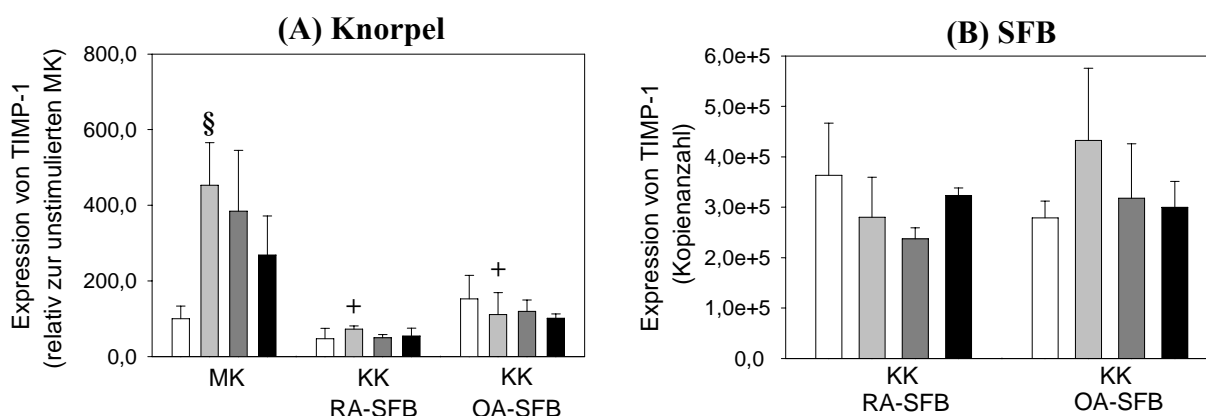 (A) Knorpel
Expression von TIMP-1
(relativ zur unstimulierten MK)
800,0
600,0
400,0
200,0
0,0
§
+
+
MK
KK
RA-SFB
KK
OA-SFB
(B) SFB
Expression von TIMP-1
(Kopienanzahl)
6,0e+5
5,0e+5
4,0e+5
3,0e+5
2,0e+5
1,0e+5
0,0
KK
RA-SFB
KK
OA-SFB